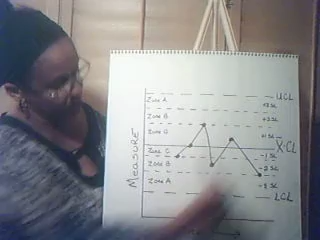 UCL
Zone A
+3 SL
Zone B
+2 SL
Zone C
+1 SL
X-CL
Zone C
-1 SL
Zone B
-2 SL
Zone A
-3 SL
LCL
MEASURE